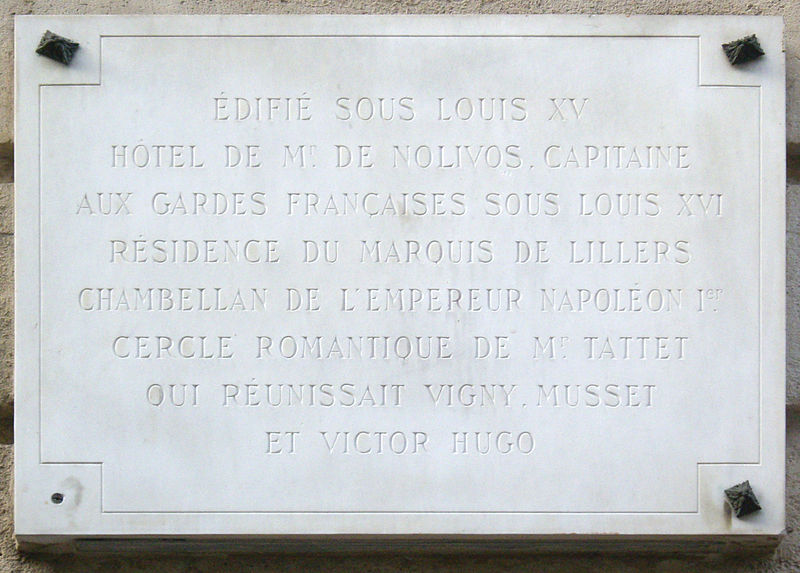 ÉDIFIÉ SOUS LOUIS XV
HÔTEL DE Mr. DE NOLIVOS, CAPITAINE
AUX GARDES FRANÇAISES SOUS LOUIS XVI
RÉSIDENCE DU MARQUIS DE LILLERS
CHAMBELLAN DE L'EMPEREUR NAPOLÉON Ier.
CERCLE ROMANTIQUE DE Mr. TATTET
QUI RÉUNISSAIT VIGNY, MUSSET
ET VICTOR HUGO